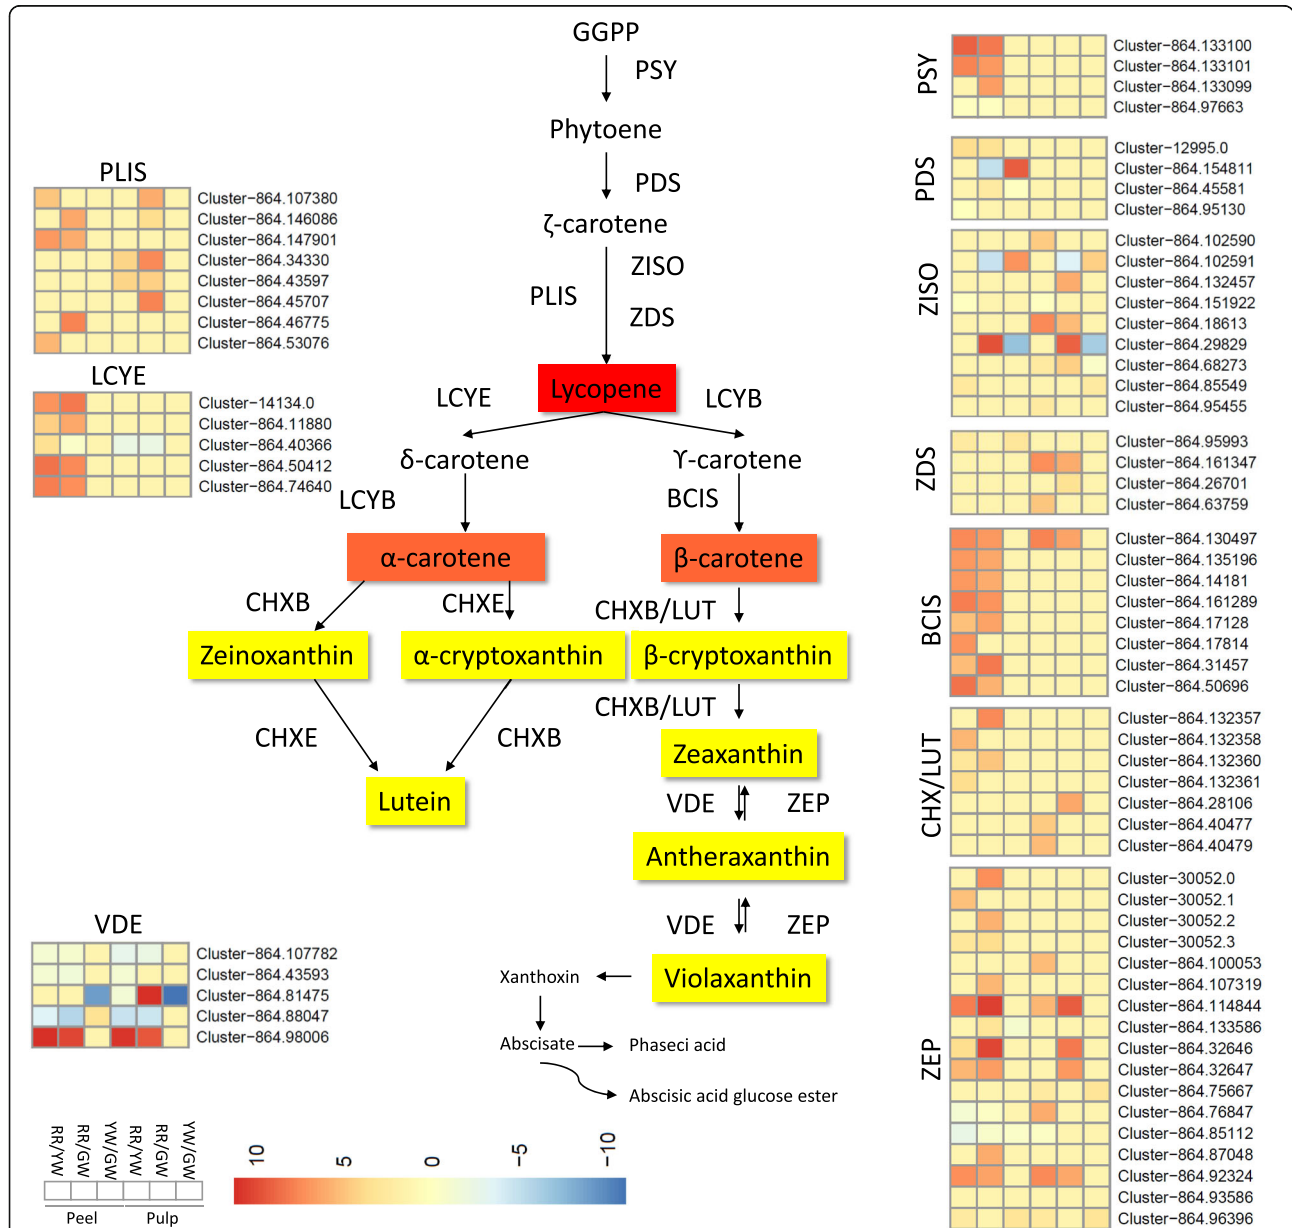 GGPP
PSY
Phytoene
PDS
ζ-carotene
ZISO
PLIS
ZDS
Lycopene
LCYE
LCYB
δ-carotene
ϒ-carotene
LCYB
BCIS
α-carotene
β-carotene
CHXB
CHXE
CHXB/LUT
Zeinoxanthin
α-cryptoxanthin
β-cryptoxanthin
CHXB/LUT
CHXE
CHXB
Zeaxanthin
Lutein
VDE
ZEP
Antheraxanthin
VDE
ZEP
Violaxanthin
Xanthoxin
Abscisate
Phaseci acid
Abscisic acid glucose ester
PLIS
Cluster−864.107380
Cluster−864.146086
Cluster−864.147901
Cluster−864.34330
Cluster−864.43597
Cluster−864.45707
Cluster−864.46775
Cluster−864.53076
LCYE
Cluster−14134.0
Cluster−864.11880
Cluster−864.40366
Cluster−864.50412
Cluster−864.74640
VDE
Cluster−864.107782
Cluster−864.43593
Cluster−864.81475
Cluster−864.88047
Cluster−864.98006
RR/YW
RR/GW
YW/GW
RR/YW
RR/GW
YW/GW
Peel
Pulp
10
5
0
−5
−10
PSY
Cluster−864.133100
Cluster−864.133101
Cluster−864.133099
Cluster−864.97663
PDS
Cluster−12995.0
Cluster−864.154811
Cluster−864.45581
Cluster−864.95130
ZISO
Cluster−864.102590
Cluster−864.102591
Cluster−864.132457
Cluster−864.151922
Cluster−864.18613
Cluster−864.29829
Cluster−864.68273
Cluster−864.85549
Cluster−864.95455
ZDS
Cluster−864.95993
Cluster−864.161347
Cluster−864.26701
Cluster−864.63759
BCIS
Cluster−864.130497
Cluster−864.135196
Cluster−864.14181
Cluster−864.161289
Cluster−864.17128
Cluster−864.17814
Cluster−864.31457
Cluster−864.50696
CHX/LUT
Cluster−864.132357
Cluster−864.132358
Cluster−864.132360
Cluster−864.132361
Cluster−864.28106
Cluster−864.40477
Cluster−864.40479
ZEP
Cluster−30052.0
Cluster−30052.1
Cluster−30052.2
Cluster−30052.3
Cluster−864.100053
Cluster−864.107319
Cluster−864.114844
Cluster−864.133586
Cluster−864.32646
Cluster−864.32647
Cluster−864.75667
Cluster−864.76847
Cluster−864.85112
Cluster−864.87048
Cluster−864.92324
Cluster−864.93586
Cluster−864.96396